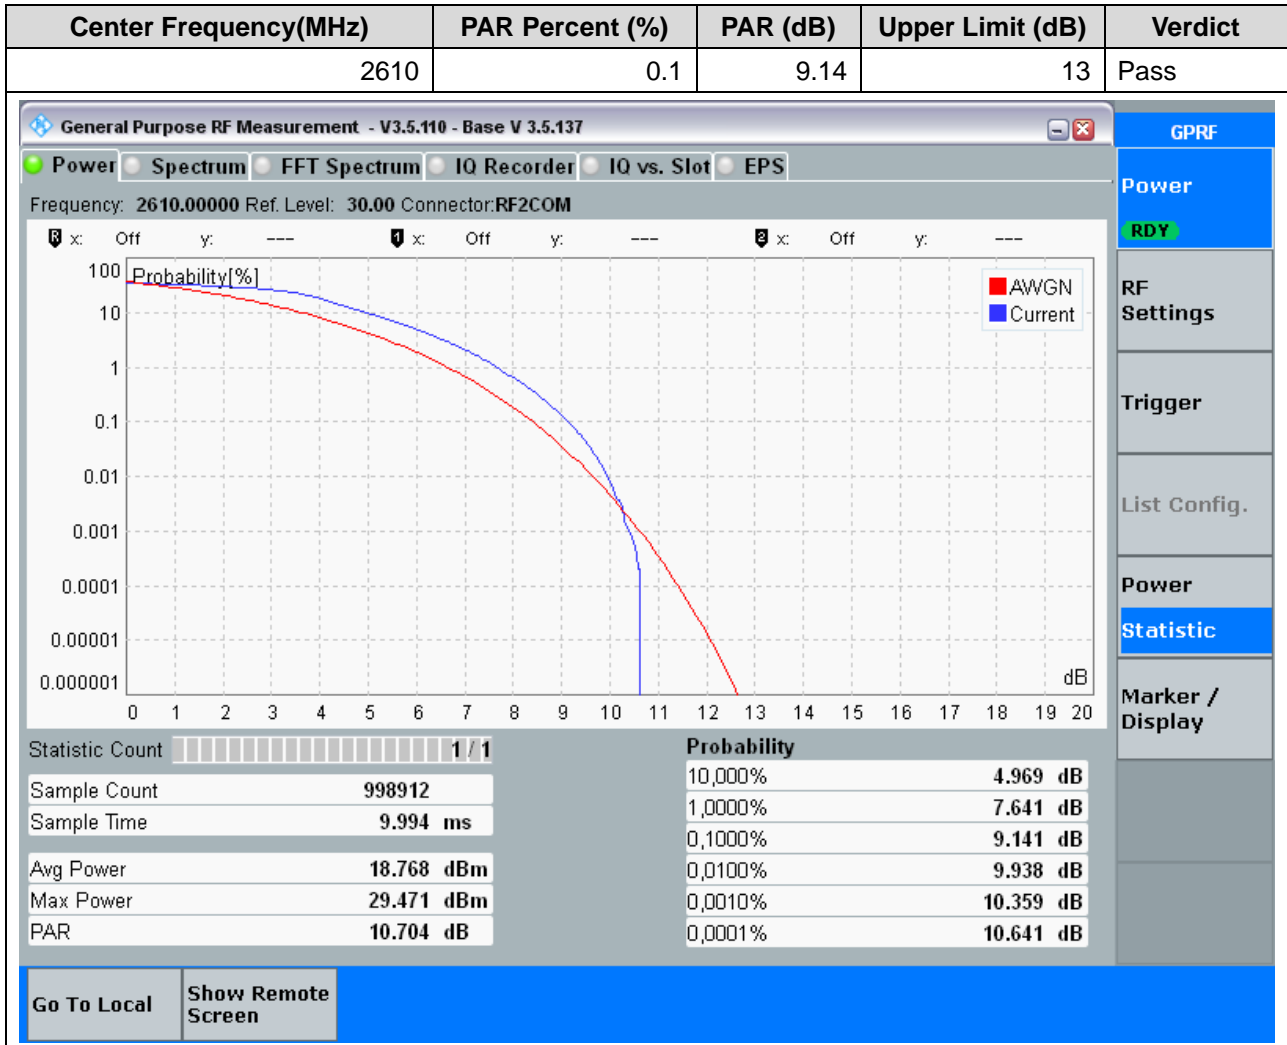 Center Frequency(MHz) PAR Percent (%) PAR (dB) Upper Limit (dB) Verdict
2610 0.1 9.14 13 Pass
General Purpose RF Measurement - V3.5.110 - Base V 3.5.137
GPRF
Power Spectrum FFT Spectrum IQ Recorder IQ vs. Slot EPS
Power
RDY
Frequency: 2610.00000 Ref. Level: 30.00 Connector:RF2COM
R x: Off y: --- 1 x: Off y: --- 2 x: Off y: ---
Probability[%]
AWGN
Current
100
10
1
0.1
0.01
0.001
0.0001
0.00001
0.000001
dB
0 1 2 3 4 5 6 7 8 9 10 11 12 13 14 15 16 17 18 19 20
RF
Settings
Trigger
List Config.
Power
Statistic
Marker /
Display
Statistic Count 1 / 1
Sample Count 998912
Sample Time 9.994 ms
Avg Power 18.768 dBm
Max Power 29.471 dBm
PAR 10.704 dB
Probability
10,000% 4.969 dB
1,0000% 7.641 dB
0,1000% 9.141 dB
0,0100% 9.938 dB
0,0010% 10.359 dB
0,0001% 10.641 dB
Go To Local
Show Remote
Screen